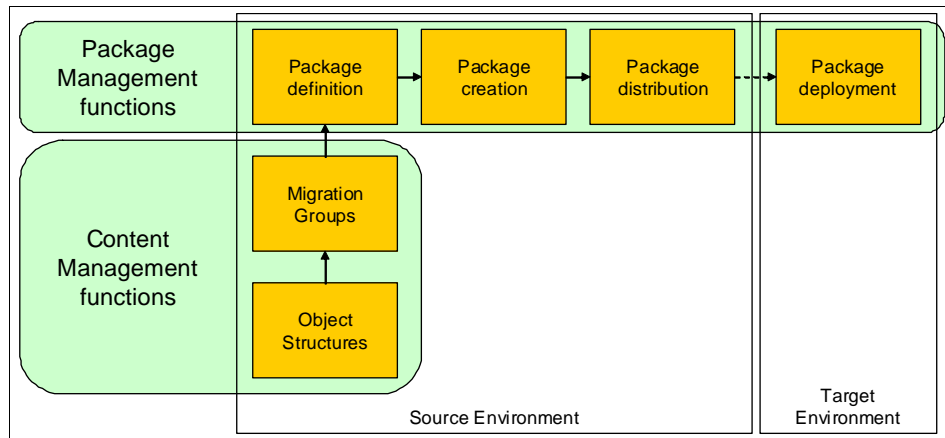 Package
Management
functions
Package
definition
Package
creation
Package
distribution
Package
deployment
Migration
Groups
Content
Management
functions
Object
Structures
Source Environment
Target
Environment